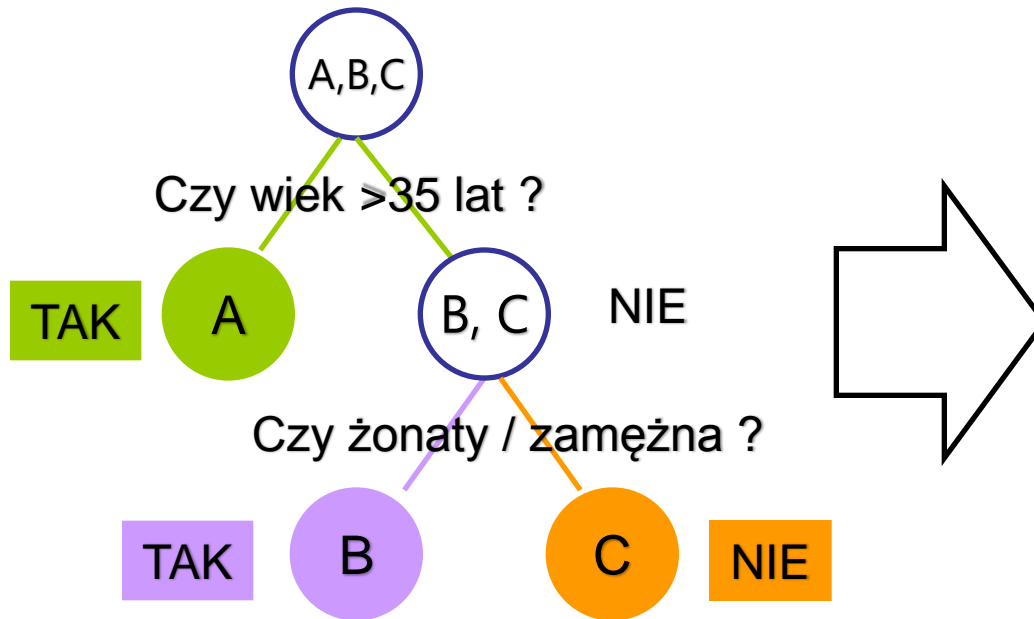 A,B,C
Czy wiek >35 lat ?
TAK
A
B, C
NIE
Czy żonaty / zamężna ?
TAK
B
C
NIE